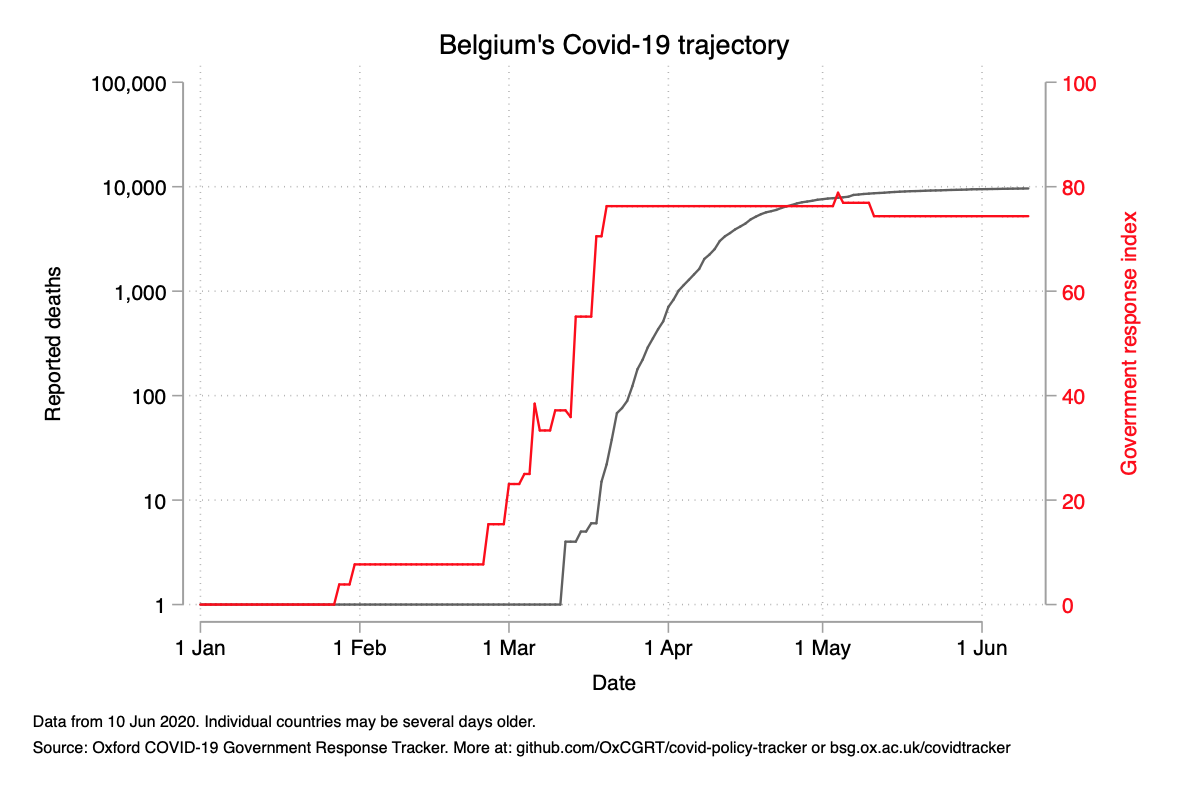 Belgium's Covid-19 trajectory
100,000
10,000
1,000
100
10
1
Reported deaths
100
80
60
40
20
0
Government response index
1 Jan
1 Feb
1 Mar
1 Apr
1 May
1 Jun
Date
Data from 10 Jun 2020. Individual countries may be several days older.
Source: Oxford COVID-19 Government Response Tracker. More at: github.com/OxCGRT/covid-policy-tracker or bsg.ox.ac.uk/covidtracker